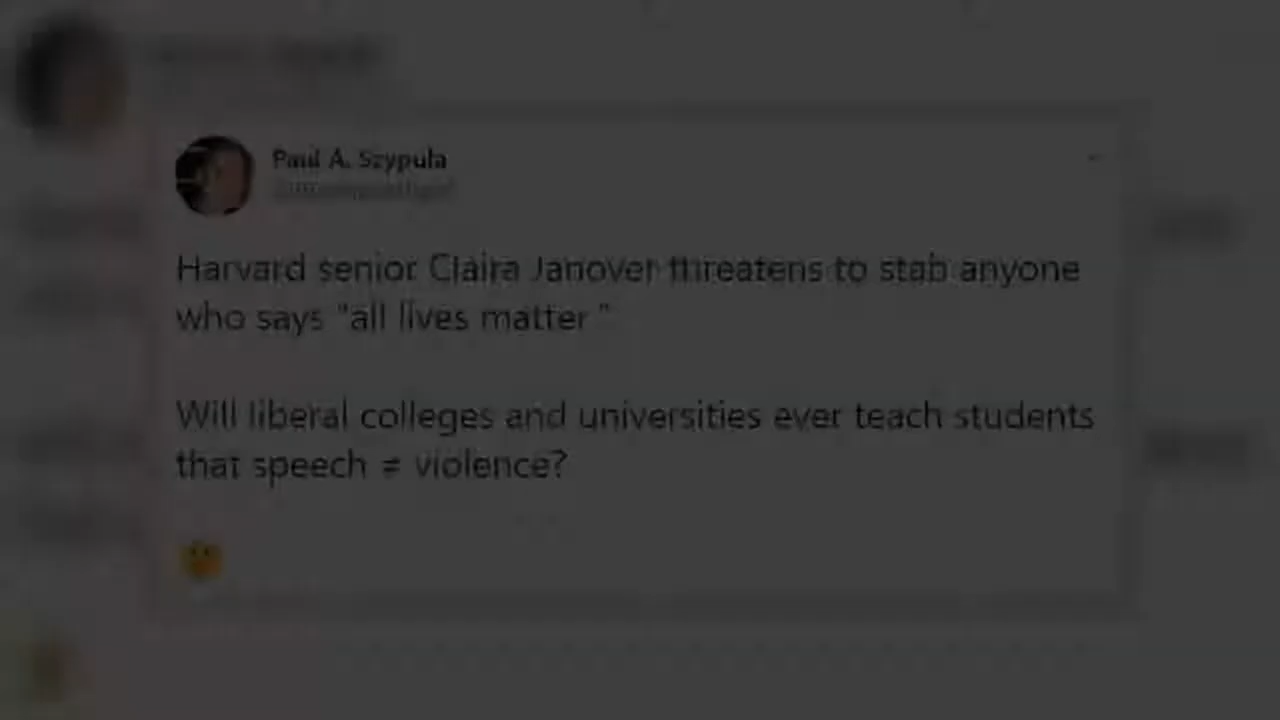 Paul A. Szypula
Harvard senior Claira Janover threatens to stab anyone
who says "all lives matter."
Will liberal colleges and universities ever teach students
that speech ≠ violence?